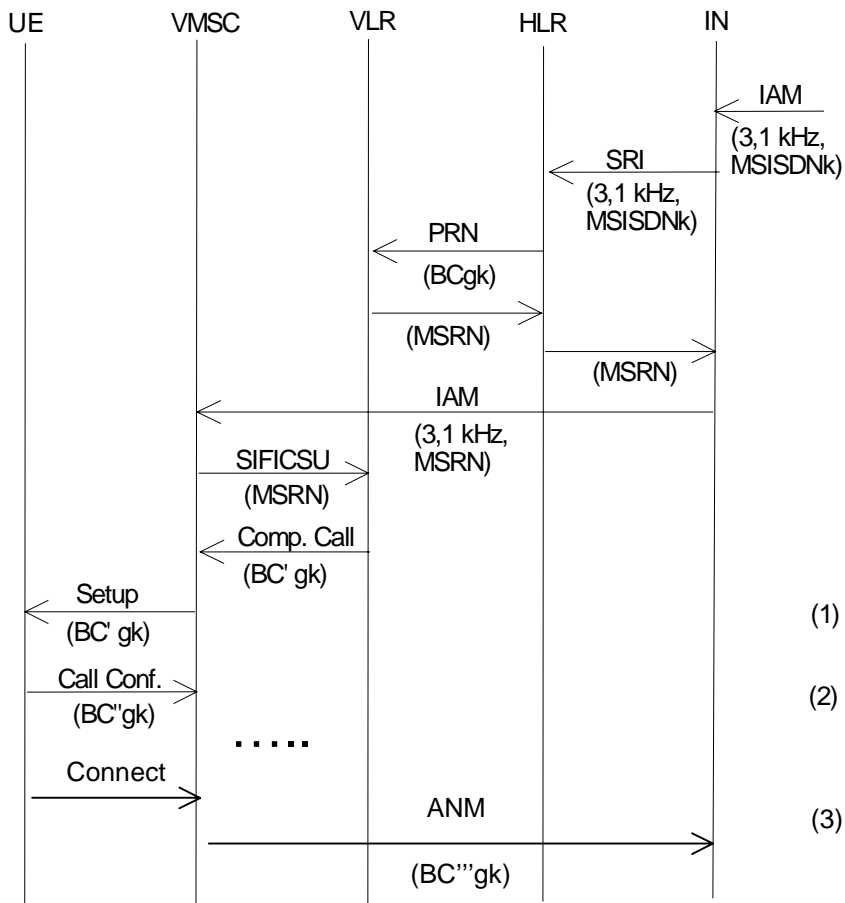 UE VMSC VLR HLR IN
IAM
(3,1 kHz,
MSISDNk)
SRI
(3,1 kHz,
MSISDNk)
PRN
(BCgk)
(MSRN)
(MSRN)
IAM
(3,1 kHz,
MSRN)
SIFICSU
(MSRN)
Comp. Call
(BC' gk)
Setup
(BC' gk)
(1)
Call Conf.
(BC"gk)
(2)
.....
Connect
ANM
(3)
(BC'''gk)